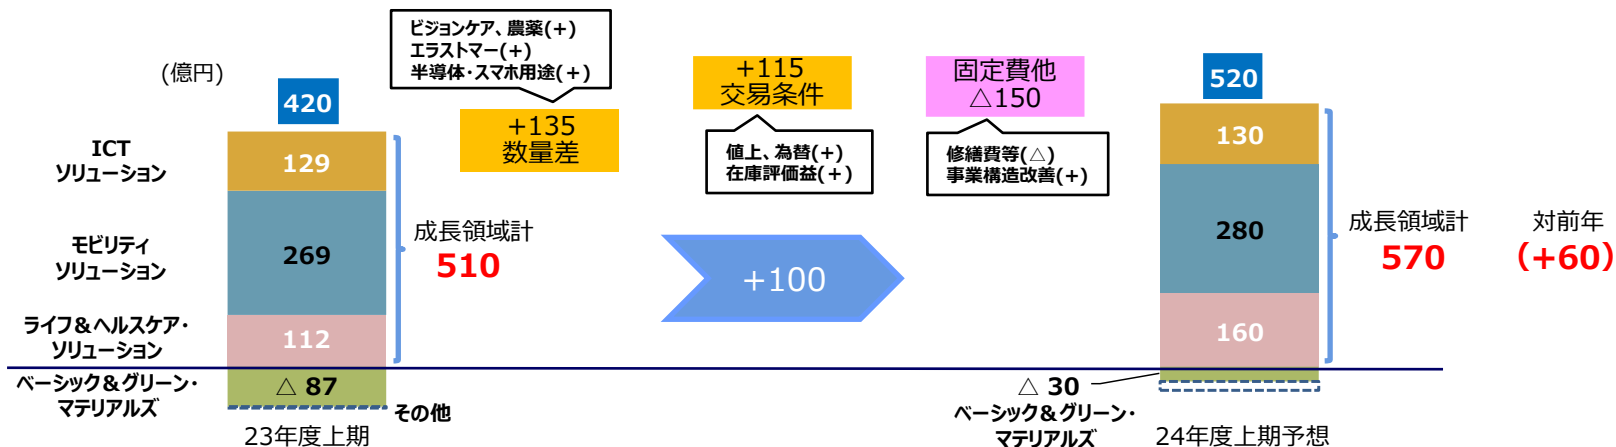 (億円)
ビジョンケア、農薬(+)
エラストマー(+)
半導体・スマホ用途(+)
+135
数量差
+115
交易条件
値上、為替(+)
在庫評価益(+)
固定費他
△150
修繕費等(△)
事業構造改善(+)
420
520
ICT
ソリューション
129
130
モビリティ
ソリューション
269
280
成長領域計
510
+100
成長領域計
570
対前年
(+60)
ライフ&ヘルスケア・
ソリューション
112
160
ベーシック&グリーン・
マテリアルズ
△ 87
その他
△ 30
ベーシック&グリーン・
マテリアルズ
23年度上期
24年度上期予想